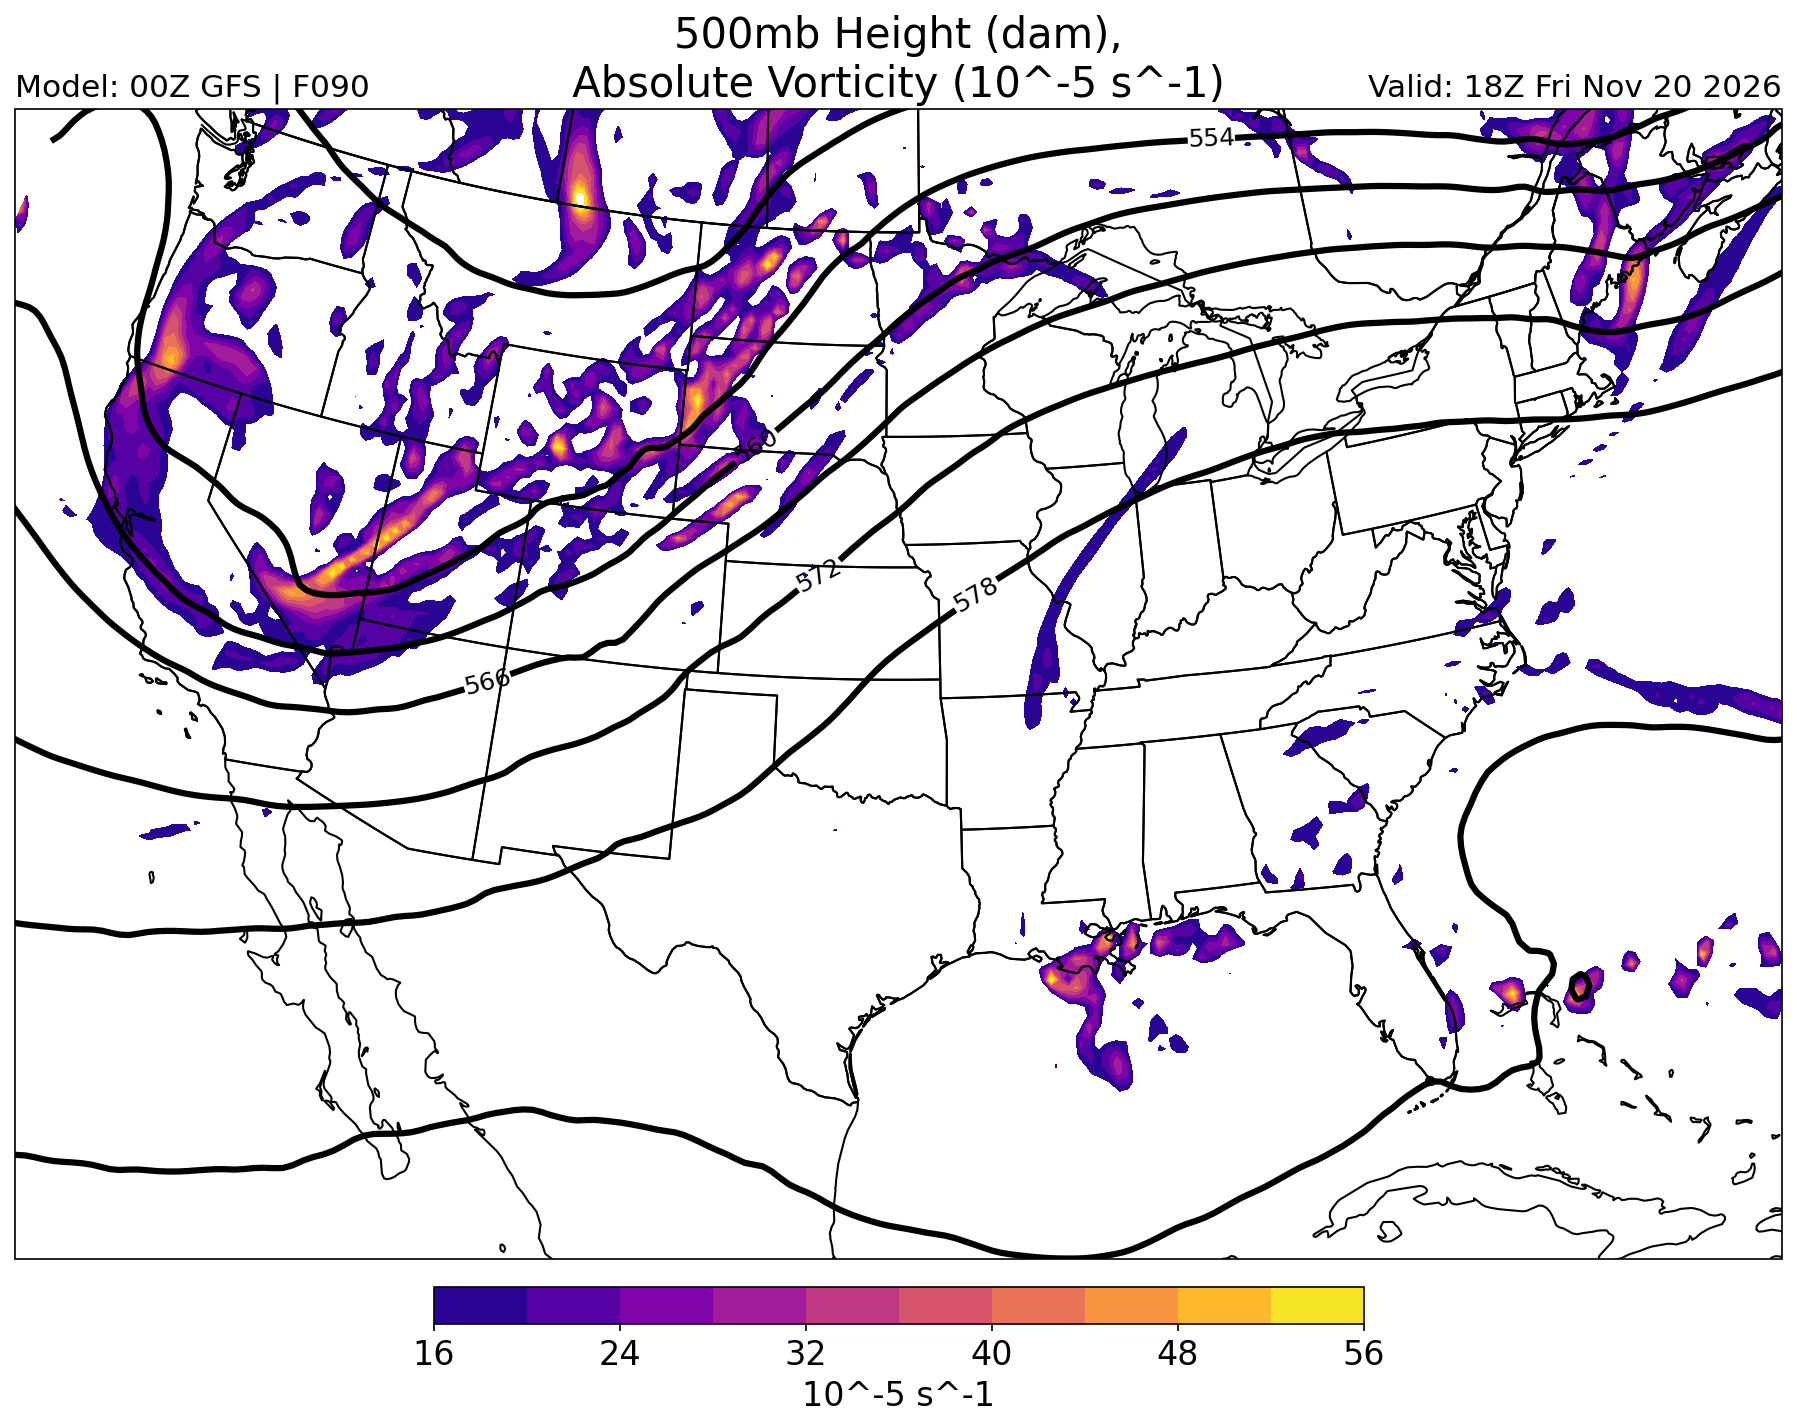 500mb Height (dam),
Model: 00Z GFS | F090
Absolute Vorticity (10^-5 s^-1)
Valid: 18Z Fri Nov 20 2026
554
560
572
578
566
16 24 32 40 48 56
10^-5 s^-1